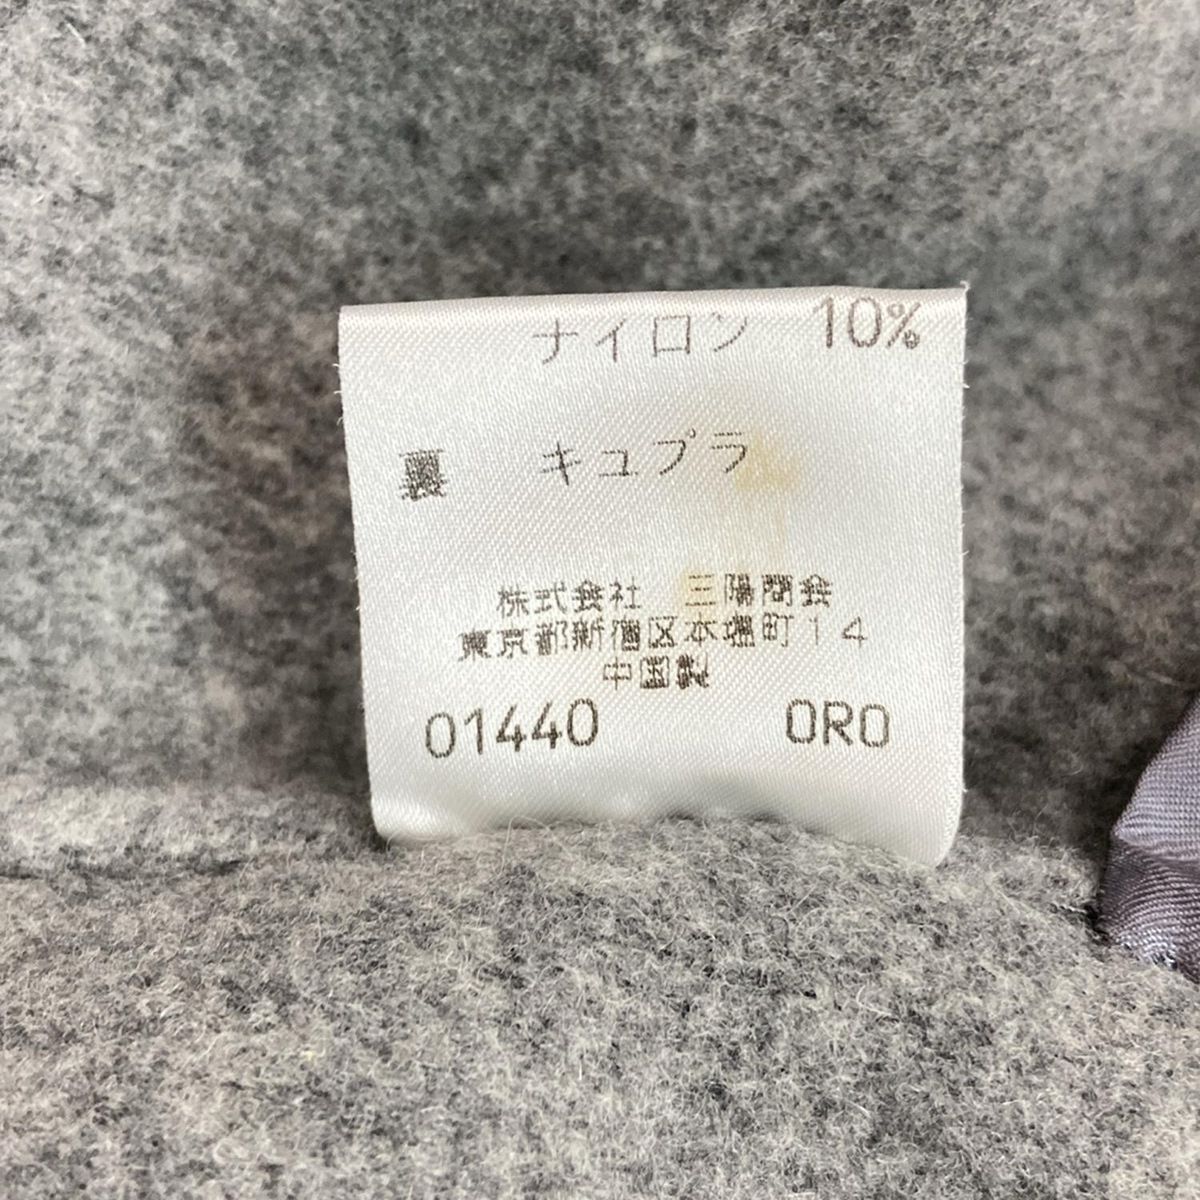 ナイロン 10%
裏 キュプラ
株式会社 三陽商会
東京都新宿区本塩町14
中国製
01440 0R0